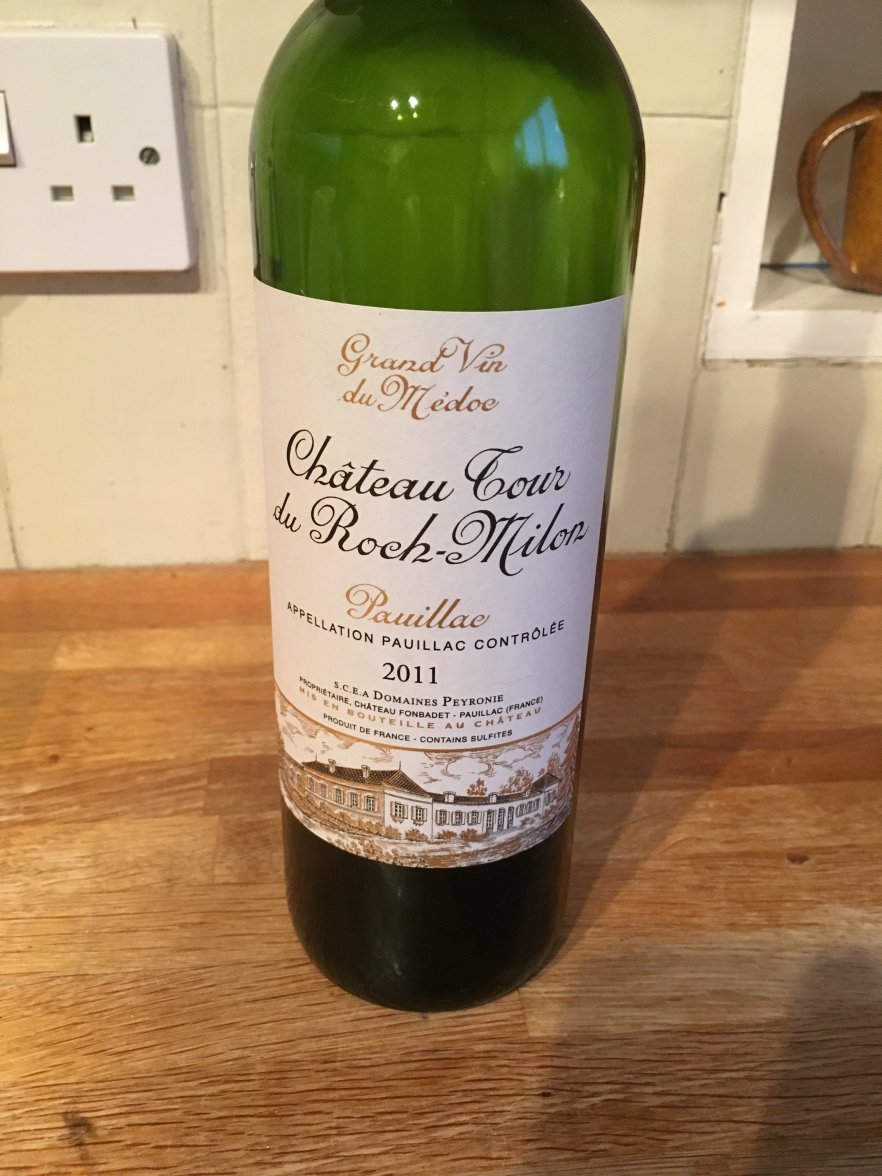 Grand Vin
du Médoc
Château Tour
du Roch-Milon
Pauillac
APPELLATION PAUILLAC CONTRÔLÉE
2011
S.C.E.A DOMAINES PEYRONIE
PROPRIÉTAIRE, CHÂTEAU FONBADET - PAUILLAC (FRANCE)
MIS EN BOUTEILLE AU CHÂTEAU
PRODUIT DE FRANCE - CONTAINS SULFITES